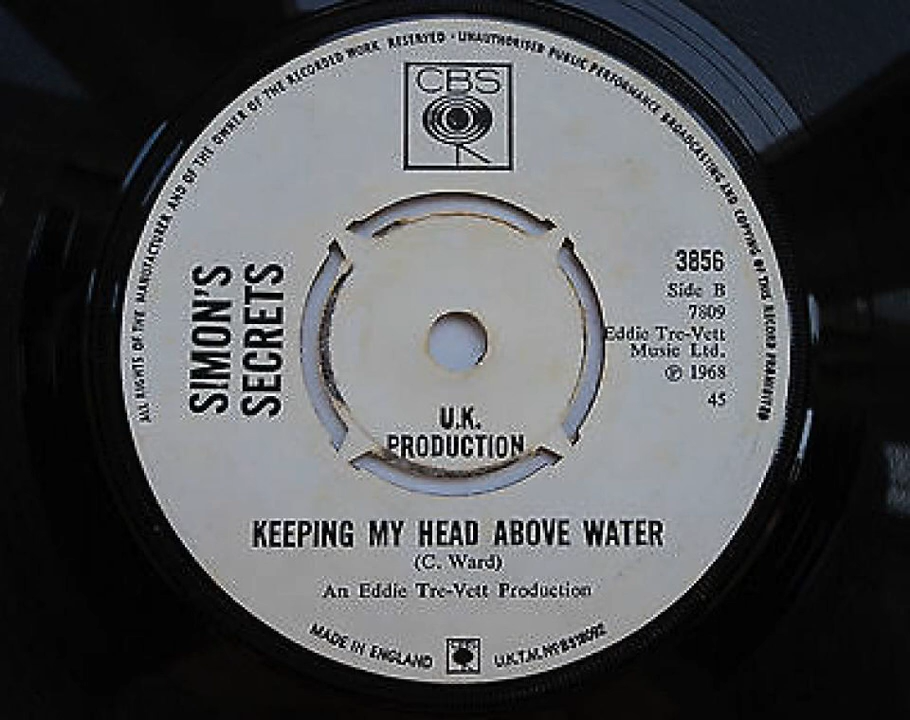 ALL RIGHTS OF THE MANUFACTURER AND OF THE OWNER OF THE RECORDED WORK RESERVED · UNAUTHORISED PUBLIC PERFORMANCE BROADCASTING AND COPYING OF THIS RECORD PROHIBITED
CBS
SIMON'S
SECRETS
3856
Side B
7809
Eddie Tre-Vett
Music Ltd.
℗ 1968
45
U.K.
PRODUCTION
KEEPING MY HEAD ABOVE WATER
(C. Ward)
An Eddie Tre-Vett Production
MADE IN ENGLAND
U.K.T.M. Nº